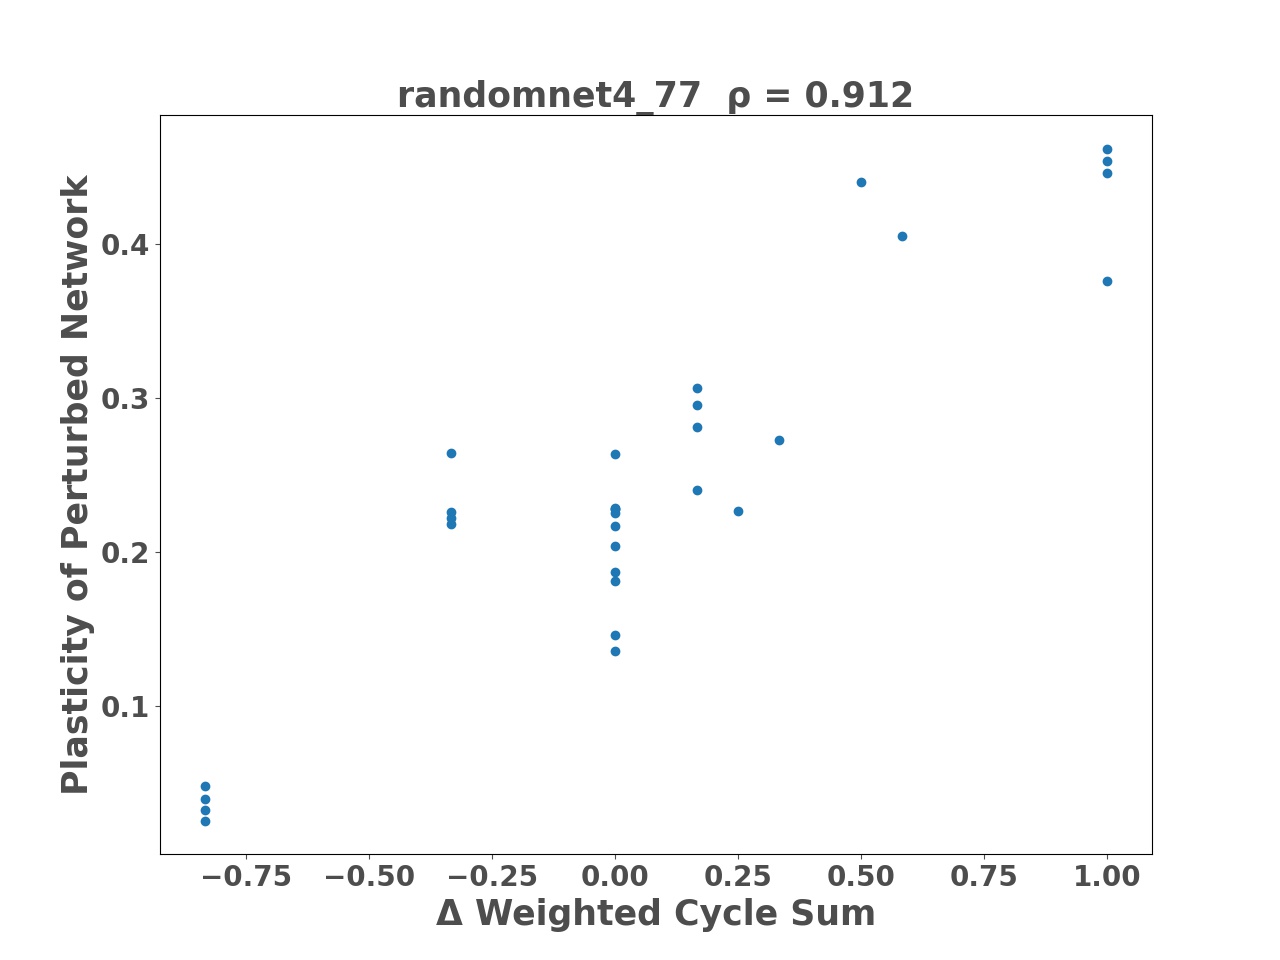 randomnet4_77 ρ = 0.912
Plasticity of Perturbed Network
0.4
0.3
0.2
0.1
−0.75 −0.50 −0.25 0.00 0.25 0.50 0.75 1.00
Δ Weighted Cycle Sum